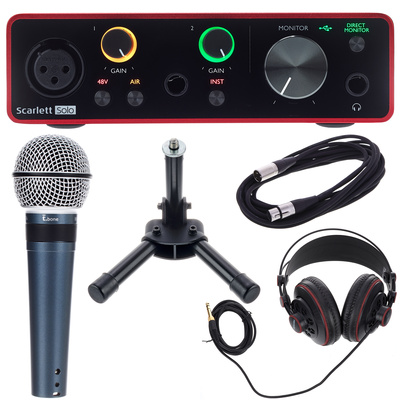 1
2
MONITOR
DIRECT
MONITOR
GAIN
GAIN
48V
AIR
INST
Scarlett Solo
t.bone